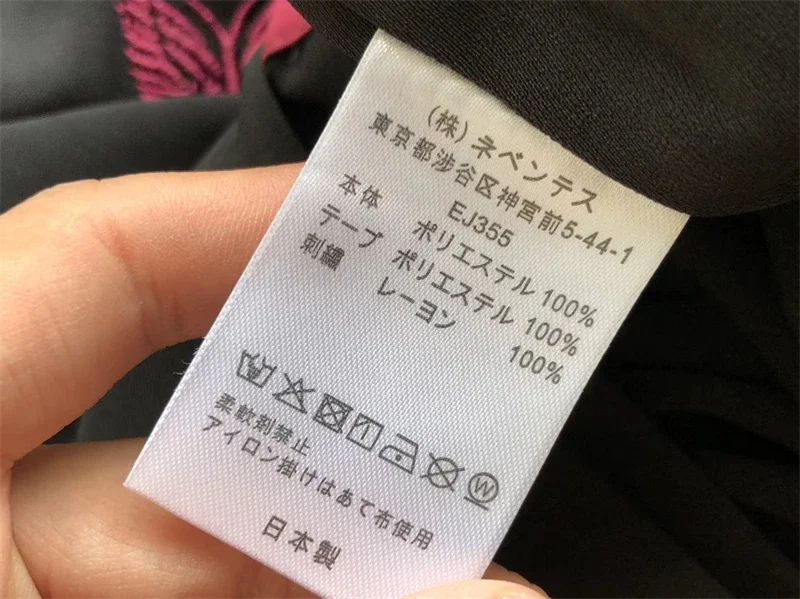 (株)ネペンテス
東京都渋谷区神宮前5-44-1
EJ355
本体 ポリエステル 100%
テープ ポリエステル 100%
刺繍 レーヨン 100%
W
柔軟剤禁止
アイロン掛けはあて布使用
日本製